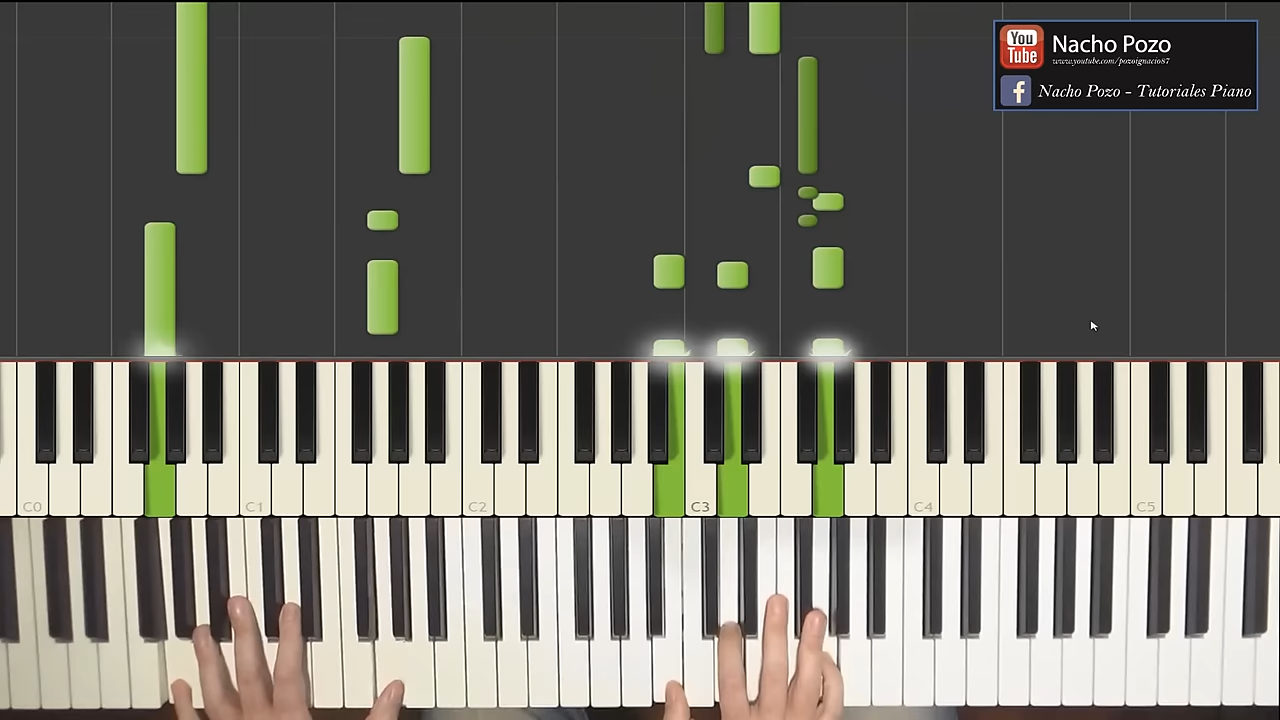 You
Tube
Nacho Pozo
www.youtube.com/pozoignacio87
f
Nacho Pozo - Tutoriales Piano
C0
C1
C2
C3
C4
C5